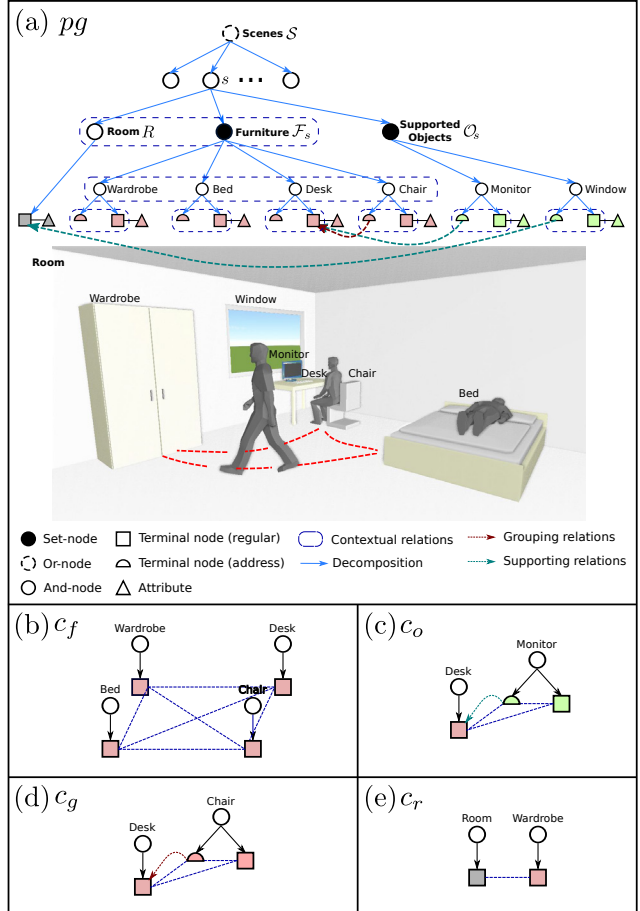 (a) pg
Scenes S
s
Room R
Furniture F_s
Supported
Objects O_s
Wardrobe
Bed
Desk
Chair
Monitor
Window
Room
Wardrobe
Window
Monitor
Desk
Chair
Bed
Set-node
Terminal node (regular)
Contextual relations
Grouping relations
Or-node
Terminal node (address)
Decomposition
Supporting relations
And-node
Attribute
(b) c_f
Wardrobe
Desk
Bed
Chair
(c) c_o
Monitor
Desk
(d) c_g
Chair
Desk
(e) c_r
Room
Wardrobe